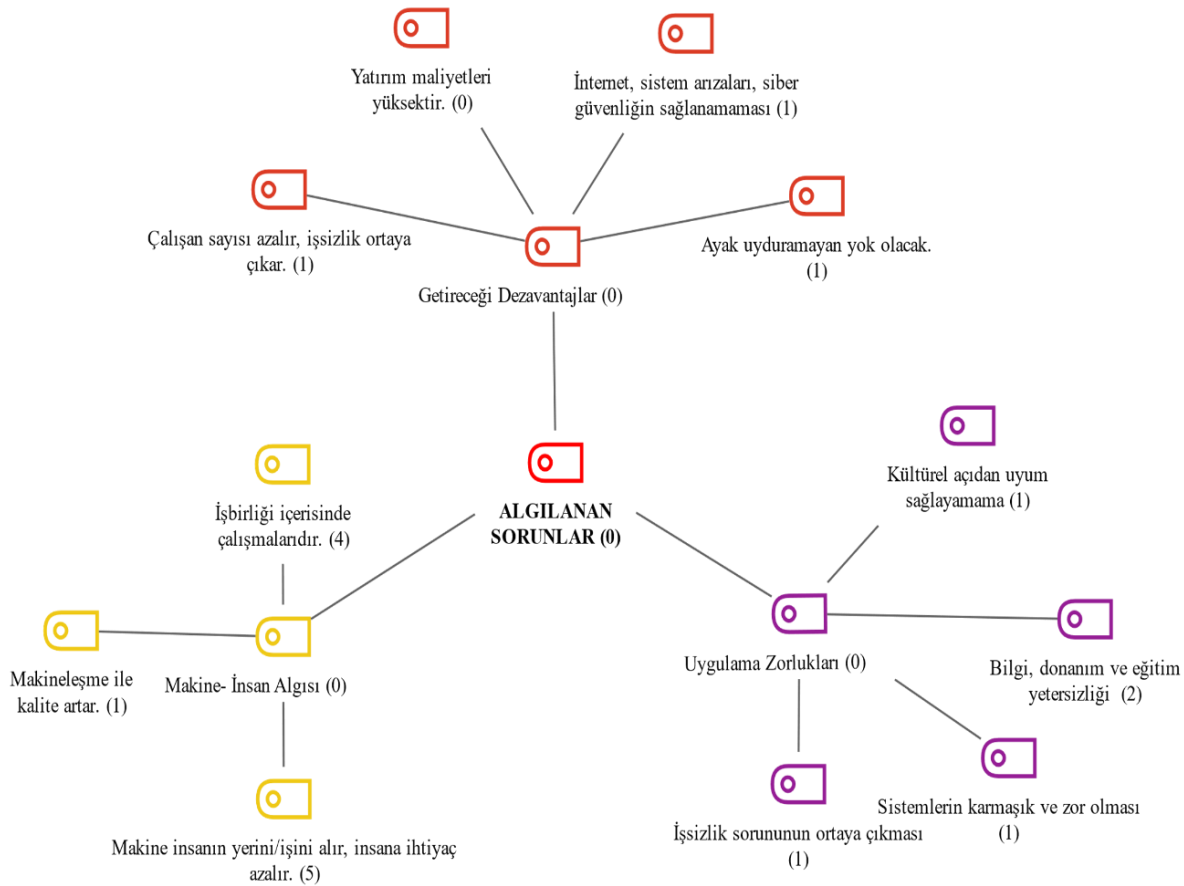 Yatırım maliyetleri
yüksektir. (0)
İnternet, sistem arızaları, siber
güvenliğin sağlanamaması (1)
Çalışan sayısı azalır, işsizlik ortaya
çıkar. (1)
Ayak uyduramayan yok olacak.
(1)
Getireceği Dezavantajlar (0)
ALGILANAN
SORUNLAR (0)
İşbirliği içerisinde
çalışmalarıdır. (4)
Makineleşme ile
kalite artar. (1)
Makine- İnsan Algısı (0)
Makine insanın yerini/işini alır, insana ihtiyaç
azalır. (5)
Kültürel açıdan uyum
sağlayamama (1)
Uygulama Zorlukları (0)
Bilgi, donanım ve eğitim
yetersizliği (2)
Sistemlerin karmaşık ve zor olması
(1)
İşsizlik sorununun ortaya çıkması
(1)